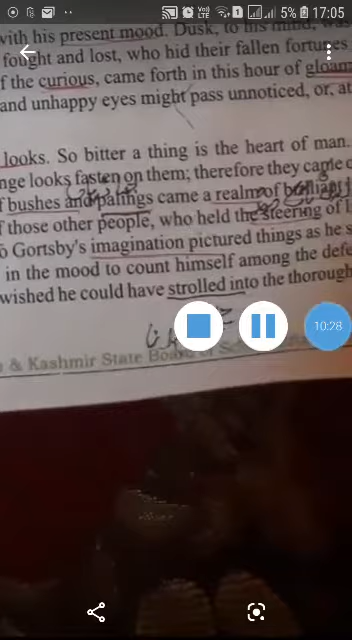 5% 17:05
with his present mood. Dusk, to his mind, was
fought and lost, who hid their fallen fortunes
f the curious, came forth in this hour of gloam
and unhappy eyes might pass unnoticed, or, at
looks. So bitter a thing is the heart of man.
nge looks fasten on them; therefore they came
f bushes and palings came a realm of brilliant
f those other people, who held the steering of
o Gortsby's imagination pictured things as he s
in the mood to count himself among the defe
wished he could have strolled into the thorough
10:28
& Kashmir State Board of